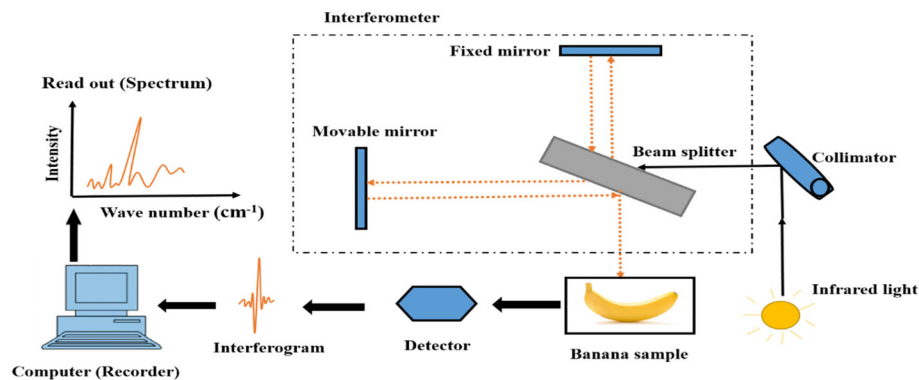 Interferometer
Fixed mirror
Read out (Spectrum)
Movable mirror
Beam splitter
Collimator
Intensity
Wave number (cm⁻¹)
Infrared light
Interferogram
Detector
Banana sample
Computer (Recorder)